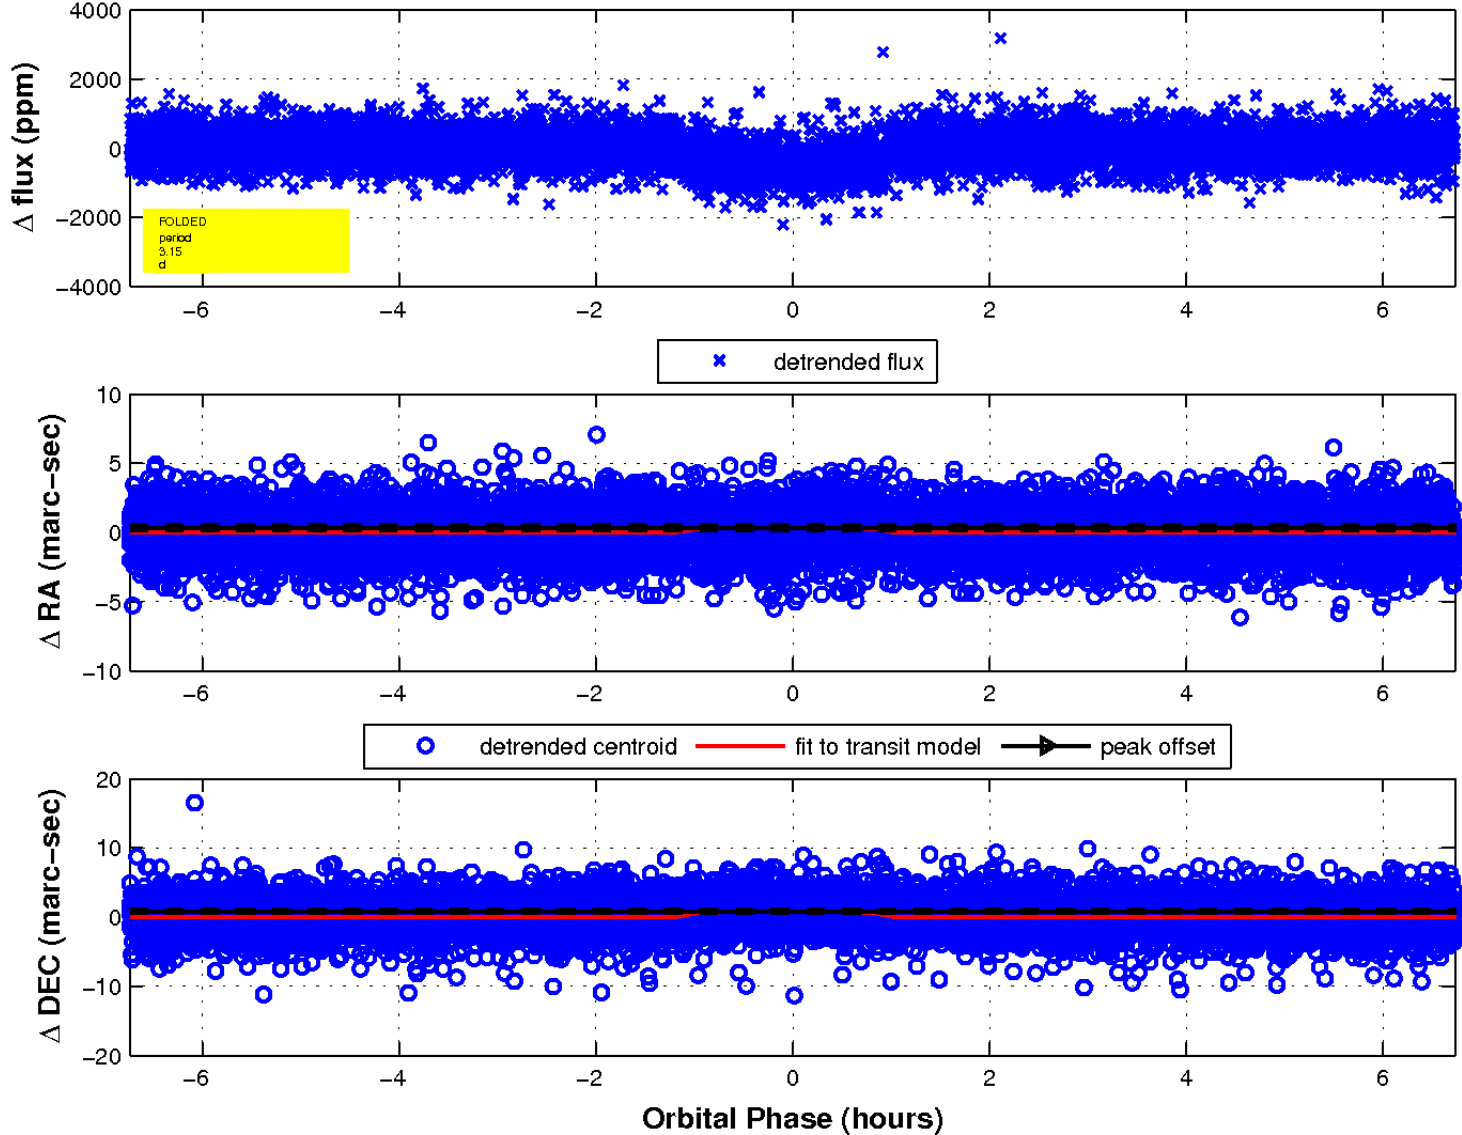 4000
2000
0
−2000
−4000
Δ flux (ppm)
FOLDED
period
3.15
d
−6 −4 −2 0 2 4 6
detrended flux
10
5
0
−5
−10
Δ RA (marc−sec)
−6 −4 −2 0 2 4 6
detrended centroid fit to transit model peak offset
20
10
0
−10
−20
Δ DEC (marc−sec)
−6 −4 −2 0 2 4 6
Orbital Phase (hours)